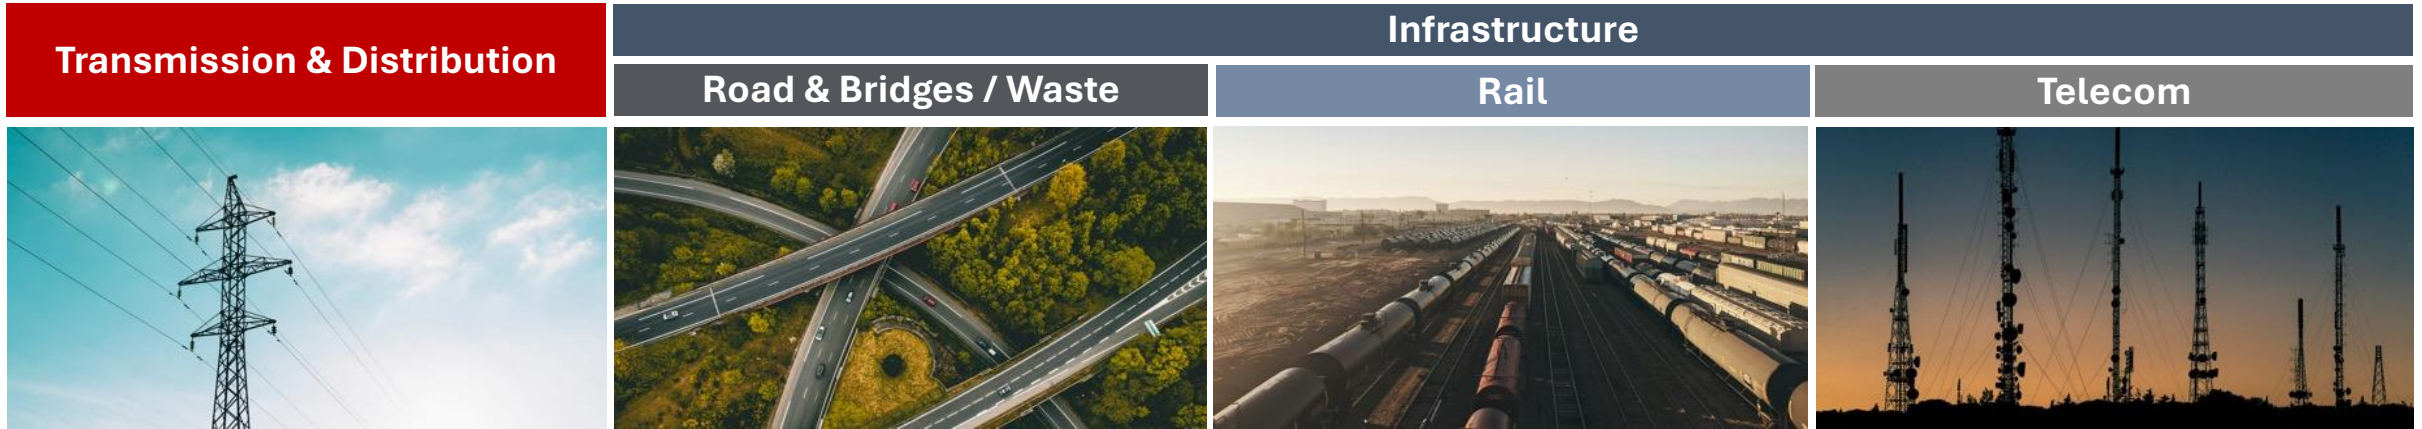 Transmission & Distribution
Infrastructure
Road & Bridges / Waste
Rail
Telecom